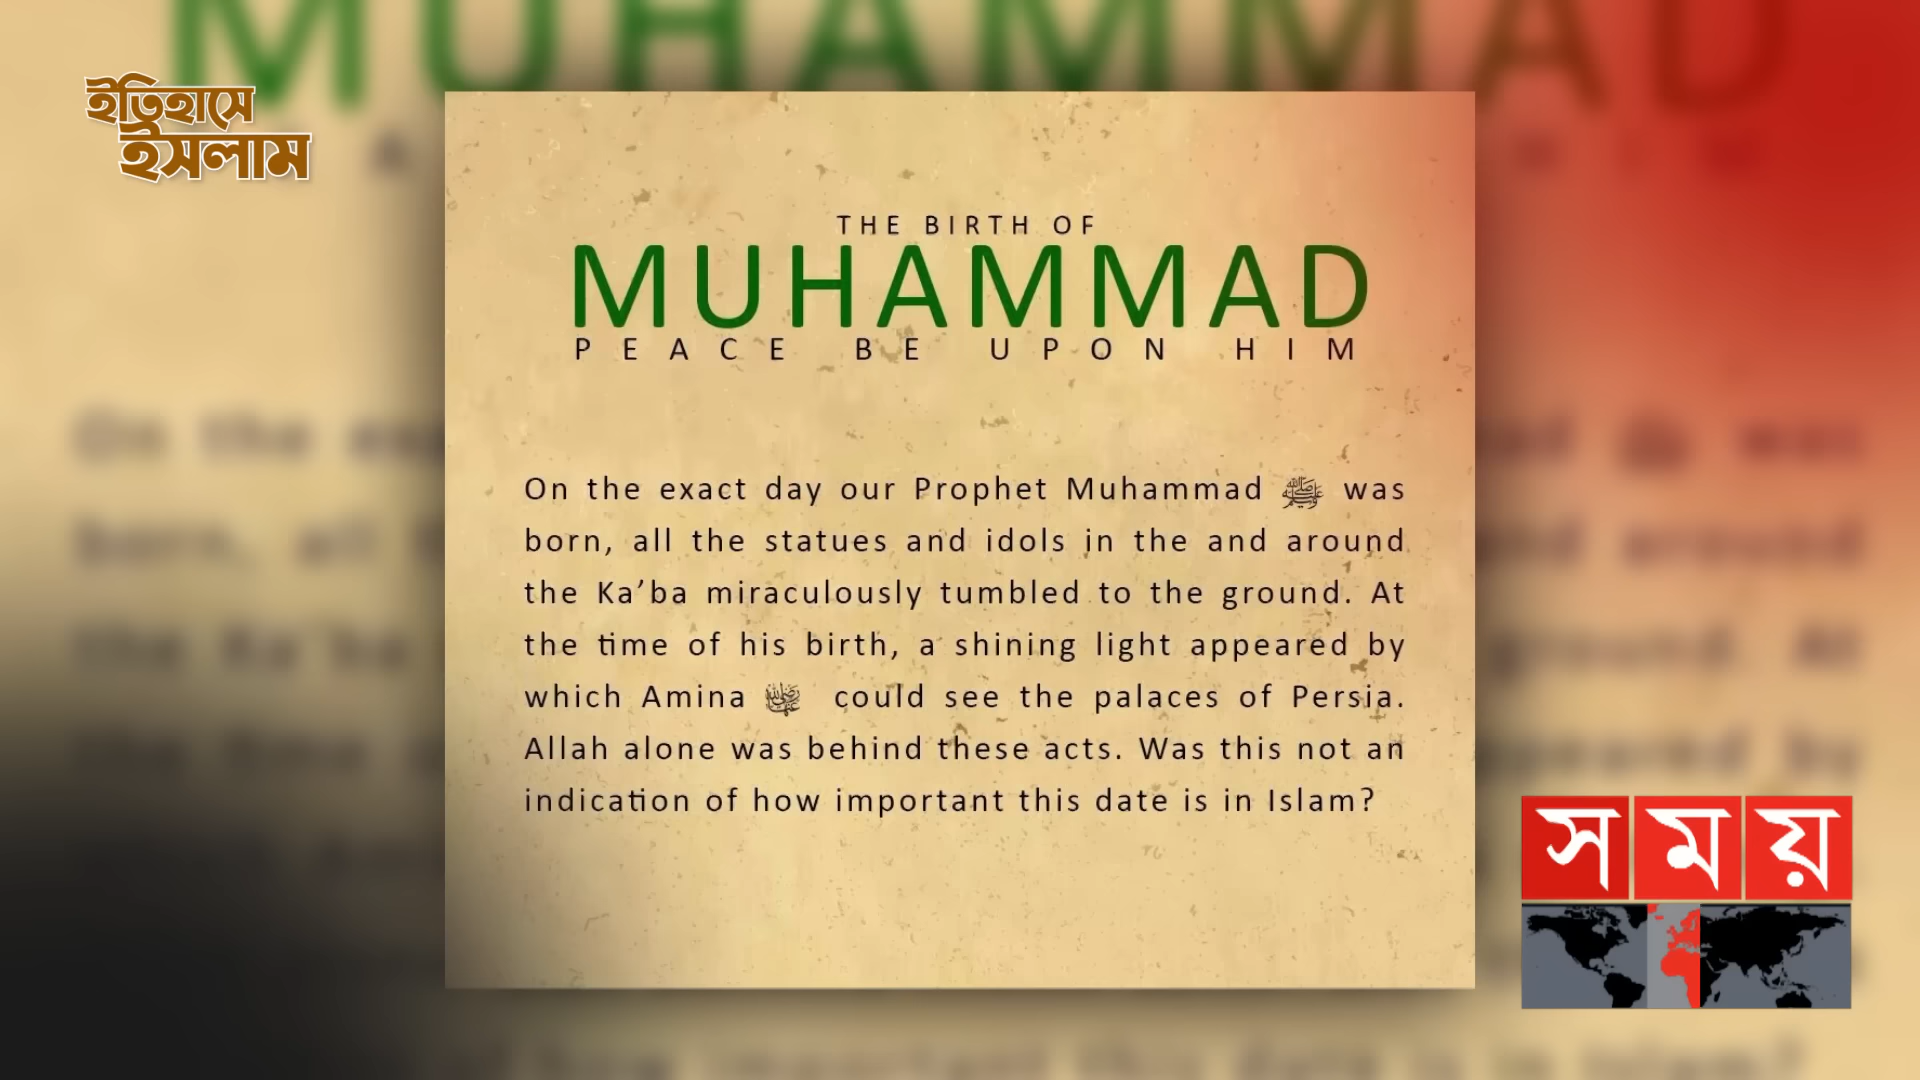 ইতিহাসে
ইসলাম
THE BIRTH OF
MUHAMMAD
PEACE BE UPON HIM
On the exact day our Prophet Muhammad ﷺ was
born, all the statues and idols in the and around
the Ka’ba miraculously tumbled to the ground. At
the time of his birth, a shining light appeared by
which Amina رضي الله عنها could see the palaces of Persia.
Allah alone was behind these acts. Was this not an
indication of how important this date is in Islam?
সময়